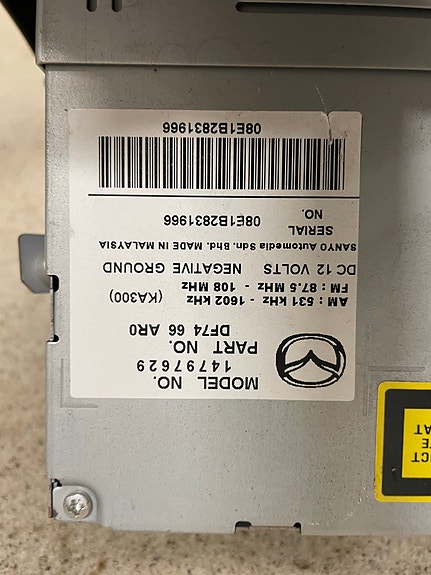 MODEL NO.
14797629
PART NO.
DF74 66 AR0
AM : 531 kHz - 1602 kHz (KA300)
FM : 87.5 MHz - 108 MHz
DC 12 VOLTS NEGATIVE GROUND
SANYO Automedia Sdn. Bhd. MADE IN MALAYSIA
SERIAL NO. 08E1B2831966
08E1B2831966